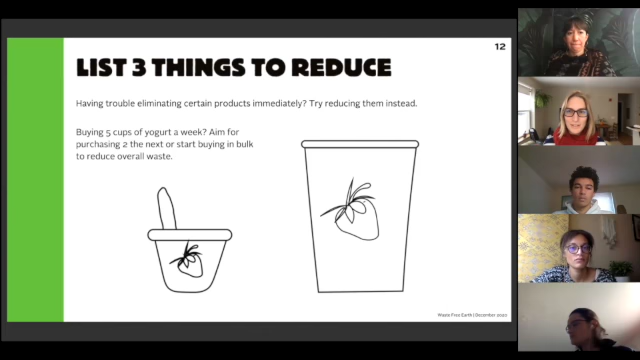 12
LIST 3 THINGS TO REDUCE
Having trouble eliminating certain products immediately? Try reducing them instead.
Buying 5 cups of yogurt a week? Aim for
purchasing 2 the next or start buying in bulk
to reduce overall waste.
Waste Free Earth | December 2020